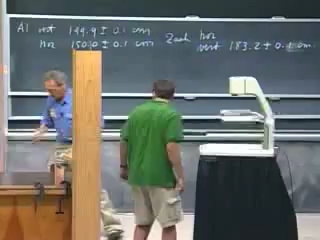 Al vert 149.9 ± 0.1 cm
hor 150.0 ± 0.1 cm
Zach hor
vert 183.2 ± 0.1 cm